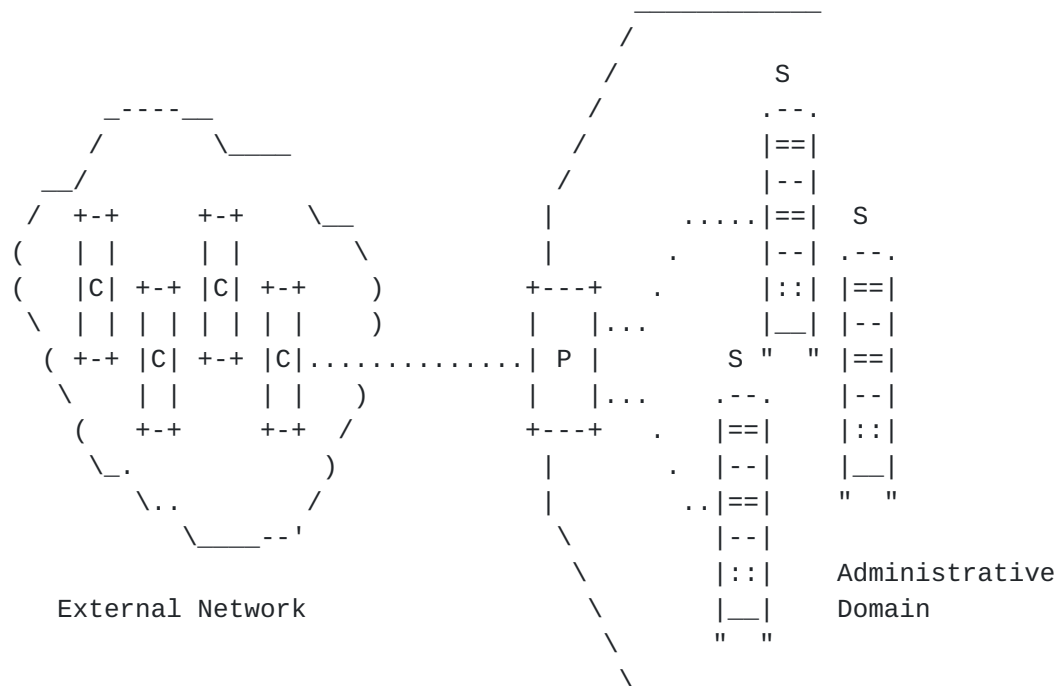 S
S
C C
C C P S
Administrative
External Network Domain